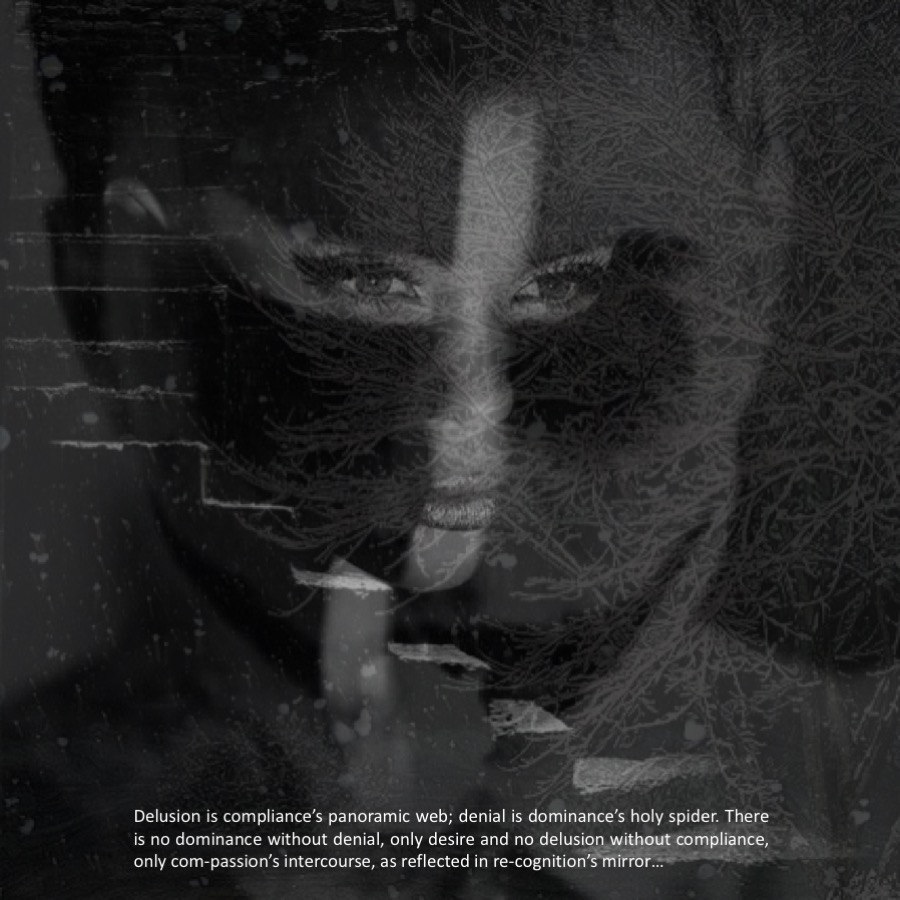 Delusion is compliance’s panoramic web; denial is dominance’s holy spider. There
is no dominance without denial, only desire and no delusion without compliance,
only com-passion’s intercourse, as reflected in re-cognition’s mirror…